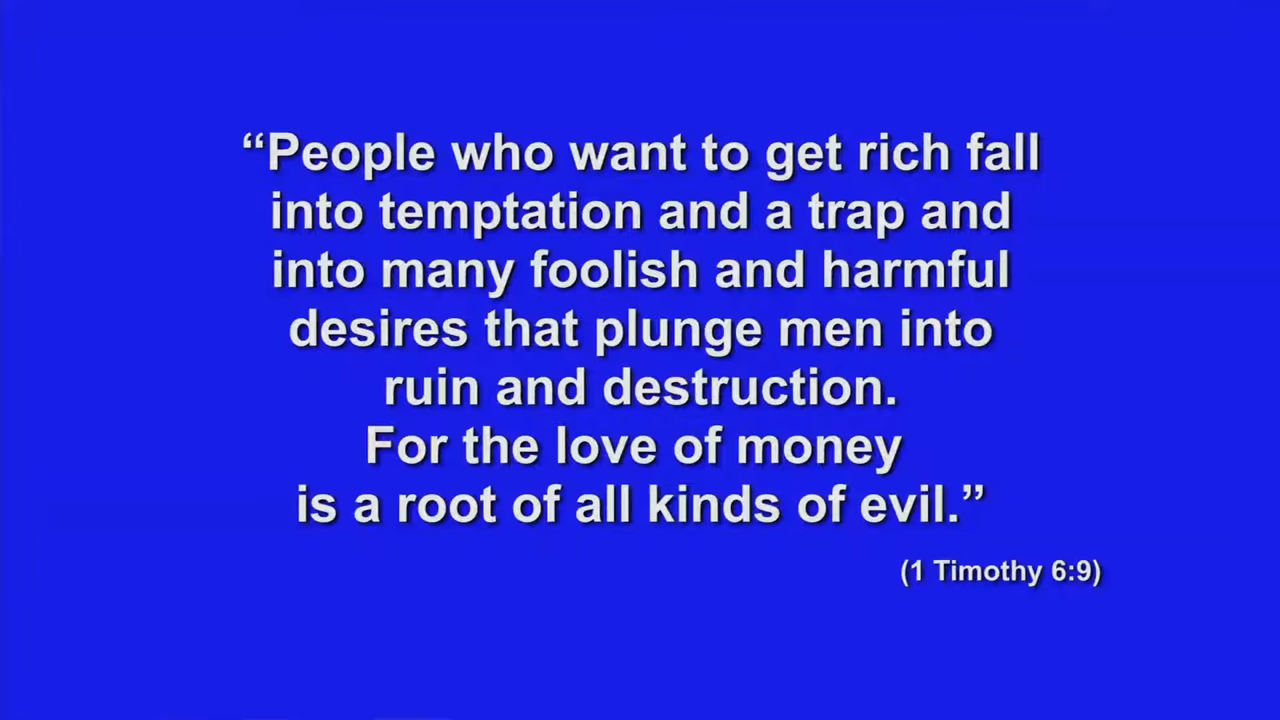 “People who want to get rich fall
into temptation and a trap and
into many foolish and harmful
desires that plunge men into
ruin and destruction.
For the love of money
is a root of all kinds of evil.”
(1 Timothy 6:9)